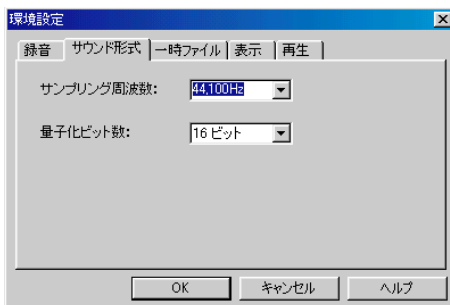 環境設定
録音 サウンド形式 一時ファイル 表示 再生
サンプリング周波数: 44,100Hz
量子化ビット数: 16 ビット
OK キャンセル ヘルプ